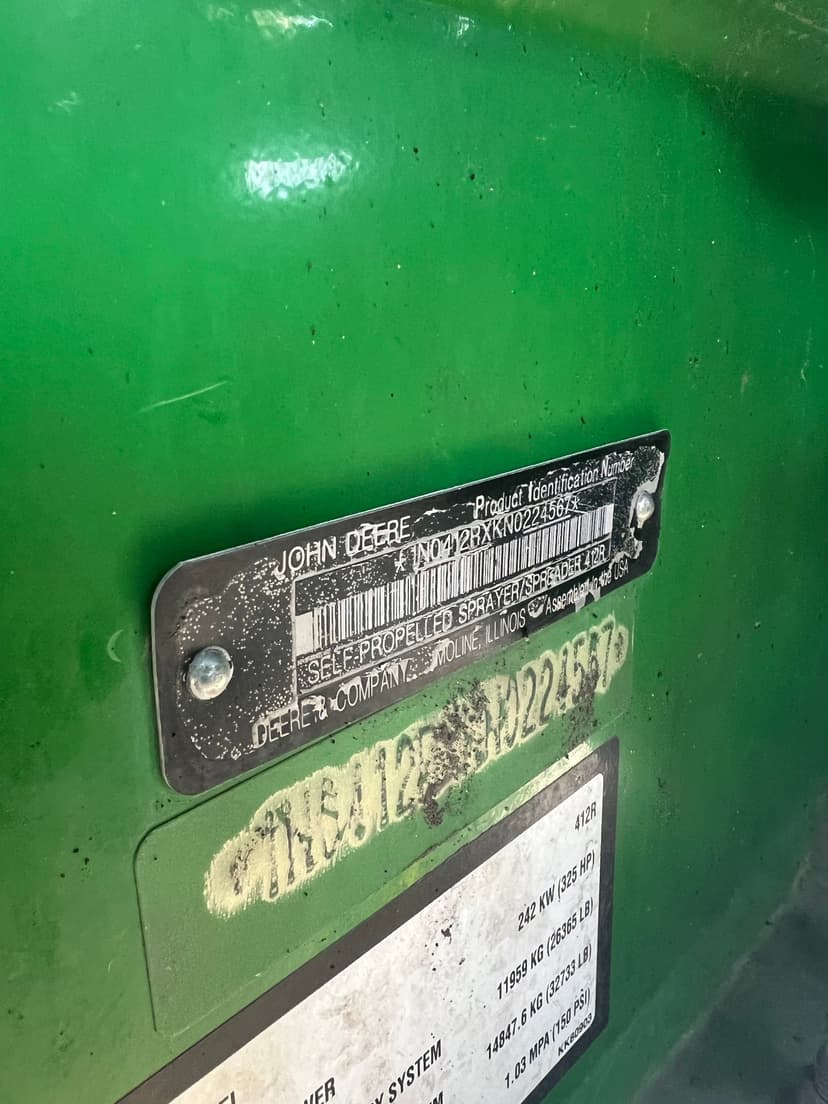 JOHN DEERE Product Identification Number
*1N0412RXKN0224567*
SELF-PROPELLED SPRAYER/SPREADER 412R
DEERE & COMPANY MOLINE, ILLINOIS Assembled in the USA
412R
242 KW (325 HP)
11959 KG (26365 LB)
14847.6 KG (32733 LB)
SYSTEM 1.03 MPA (150 PSI)
KK80903